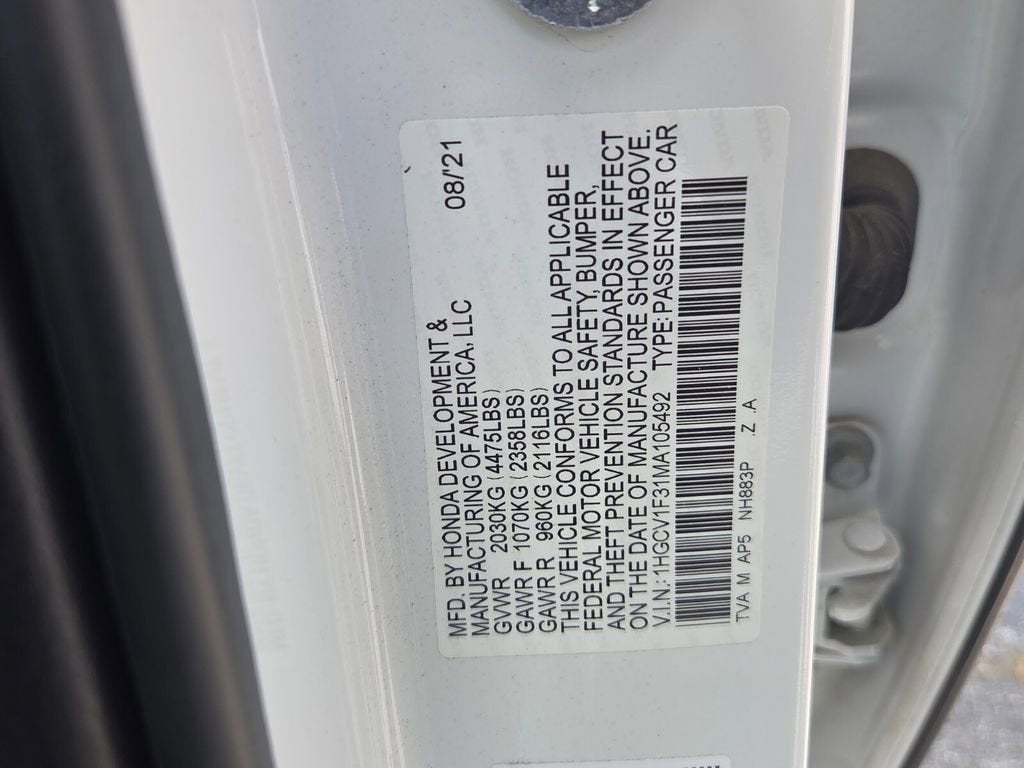 MFD. BY HONDA DEVELOPMENT & 08/'21
MANUFACTURING OF AMERICA, LLC
GVWR 2030KG (4475LBS)
GAWR F 1070KG (2358LBS)
GAWR R 960KG (2116LBS)
THIS VEHICLE CONFORMS TO ALL APPLICABLE
FEDERAL MOTOR VEHICLE SAFETY, BUMPER,
AND THEFT PREVENTION STANDARDS IN EFFECT
ON THE DATE OF MANUFACTURE SHOWN ABOVE.
V.I.N.: 1HGCV1F31MA105492 TYPE: PASSENGER CAR
TVA M AP5 NH883P .Z .A